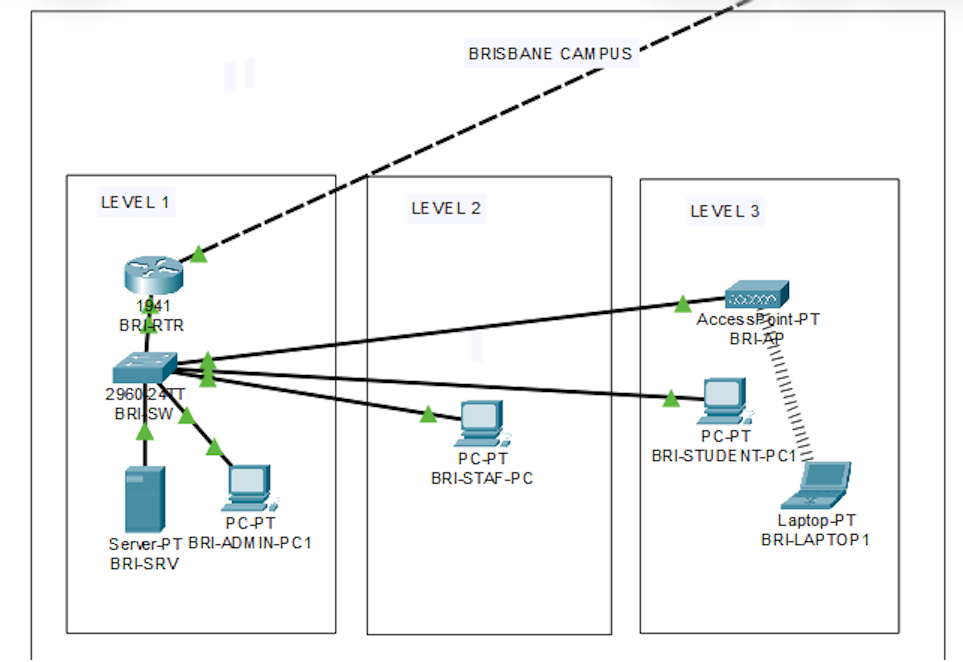 BRISBANE CAMPUS
LEVEL 1
LEVEL 2
LEVEL 3
1941
BRI-RTR
2960-24TT
BRI-SW
Server-PT
BRI-SRV
PC-PT
BRI-ADMIN-PC1
PC-PT
BRI-STAF-PC
AccessPoint-PT
BRI-AP
PC-PT
BRI-STUDENT-PC1
Laptop-PT
BRI-LAPTOP1